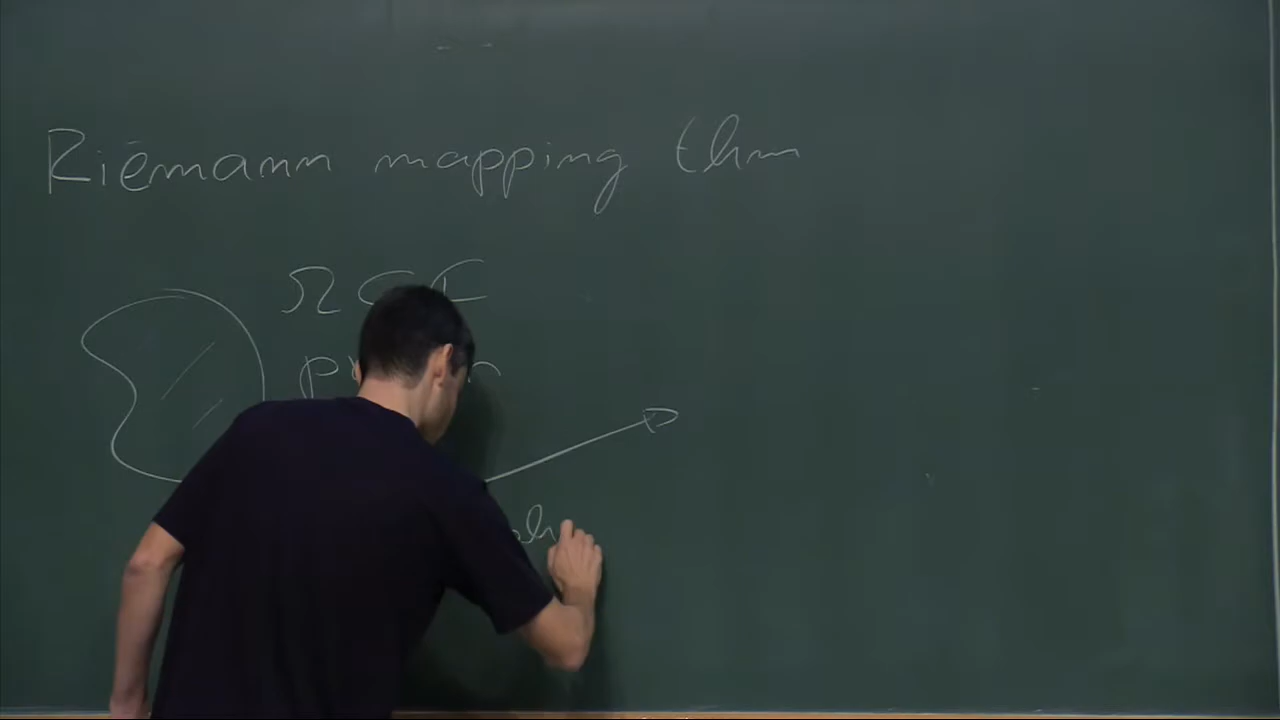 Riemann mapping thm
Ω ⊂ ℂ